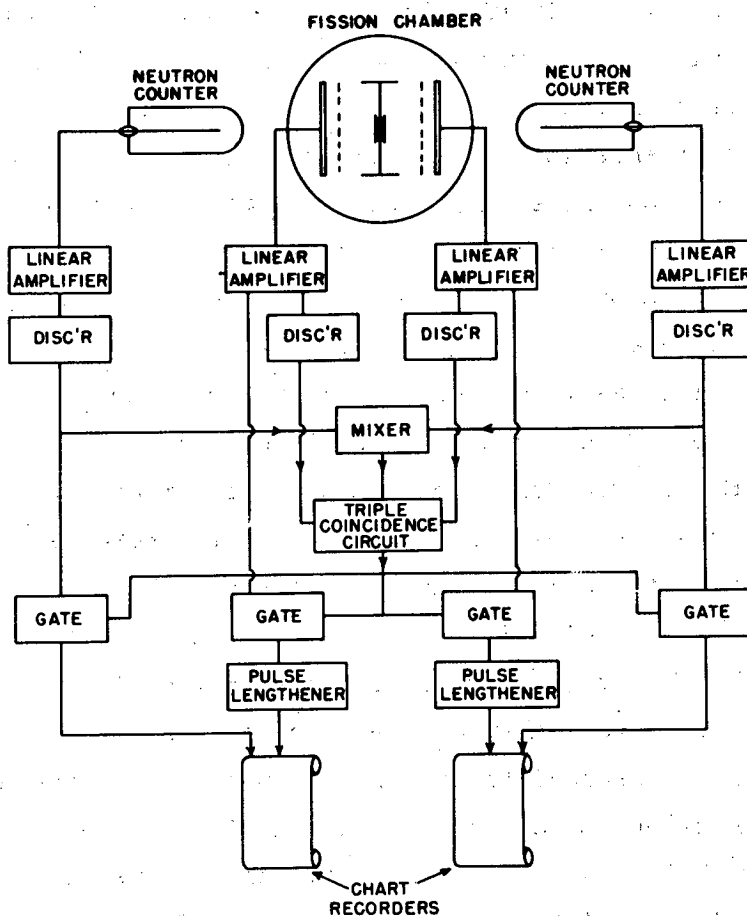 FISSION CHAMBER
NEUTRON
COUNTER
NEUTRON
COUNTER
LINEAR
AMPLIFIER
LINEAR
AMPLIFIER
LINEAR
AMPLIFIER
LINEAR
AMPLIFIER
DISC'R
DISC'R
DISC'R
DISC'R
MIXER
TRIPLE
COINCIDENCE
CIRCUIT
GATE
GATE
GATE
GATE
PULSE
LENGTHENER
PULSE
LENGTHENER
CHART
RECORDERS